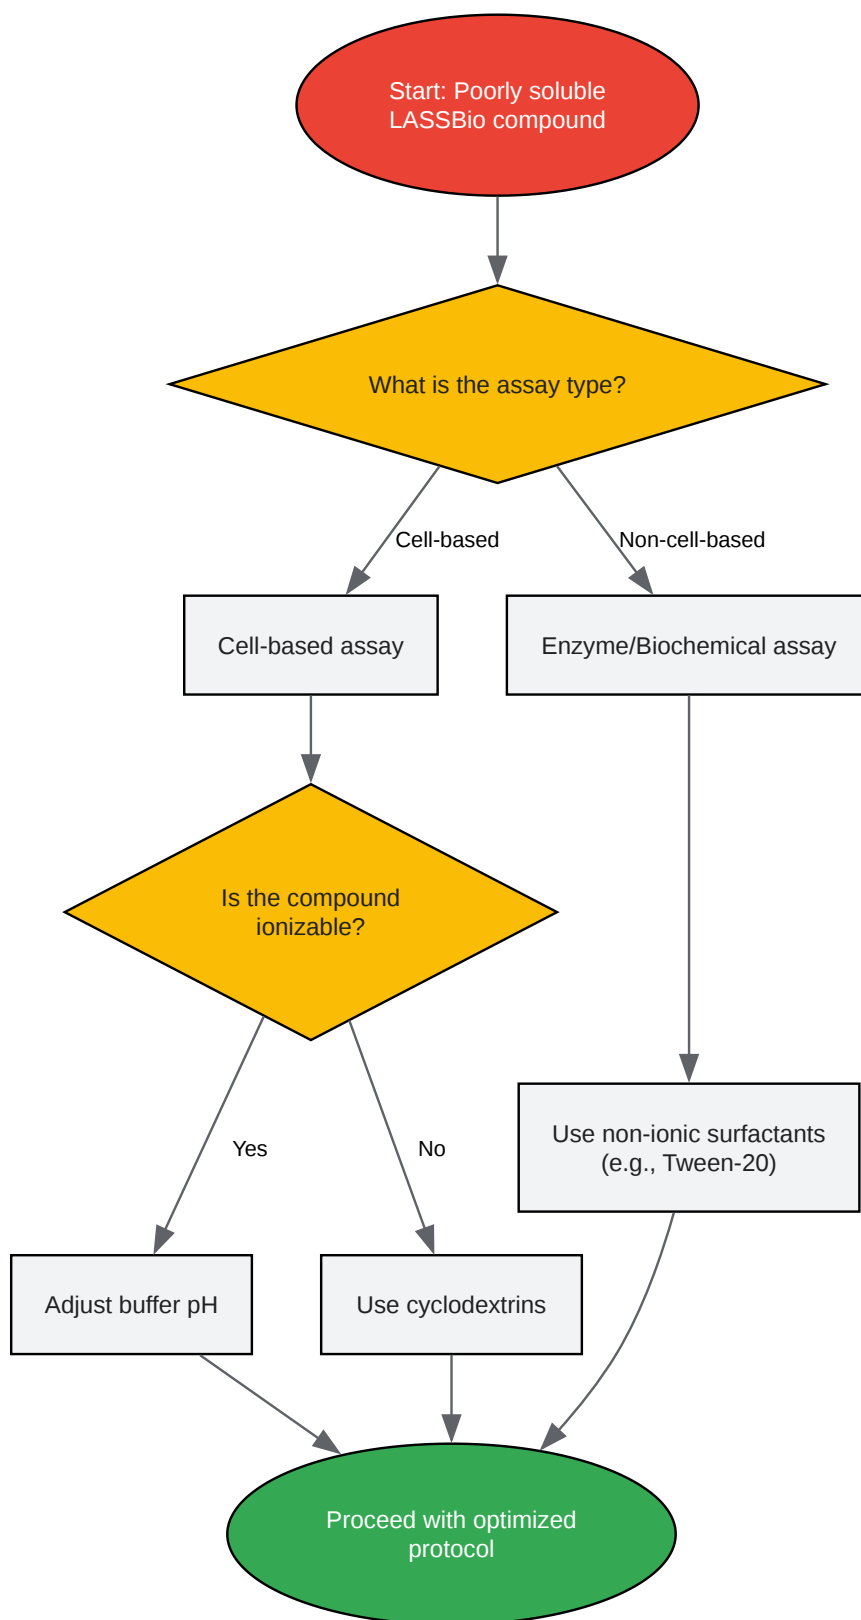 Start: Poorly soluble
LASSBio compound
What is the assay type?
Cell-based
Non-cell-based
Cell-based assay
Enzyme/Biochemical assay
Is the compound
ionizable?
Use non-ionic surfactants
(e.g., Tween-20)
Yes
No
Adjust buffer pH
Use cyclodextrins
Proceed with optimized
protocol